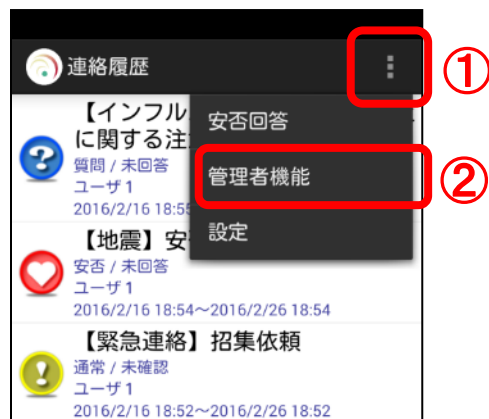 連絡履歴
①
【インフル
に関する注
質問 / 未回答
ユーザ1
2016/2/16 18:55
安否回答
管理者機能
②
設定
【地震】安
安否 / 未回答
ユーザ1
2016/2/16 18:54～2016/2/26 18:54
【緊急連絡】招集依頼
通常 / 未確認
ユーザ1
2016/2/16 18:52～2016/2/26 18:52